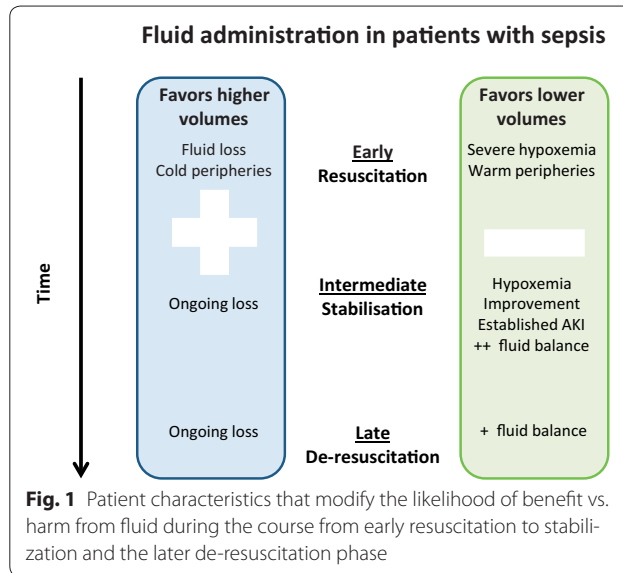 Fluid administration in patients with sepsis
Time
Favors higher
volumes
Fluid loss
Cold peripheries
Ongoing loss
Ongoing loss
Early
Resuscitation
Intermediate
Stabilisation
Late
De-resuscitation
Favors lower
volumes
Severe hypoxemia
Warm peripheries
Hypoxemia
Improvement
Established AKI
++ fluid balance
+ fluid balance
Fig. 1 Patient characteristics that modify the likelihood of benefit vs.
harm from fluid during the course from early resuscitation to stabili-
zation and the later de-resuscitation phase